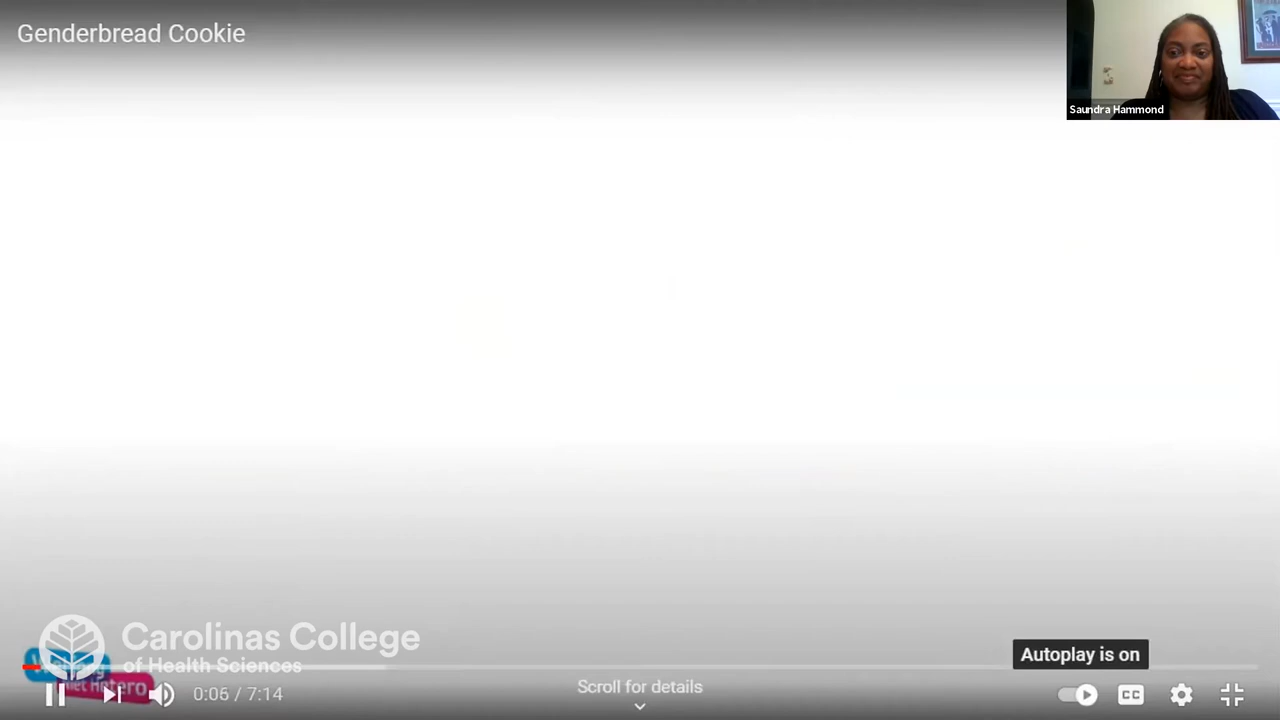 Genderbread Cookie
Saundra Hammond
Carolinas College
of Health Sciences
Autoplay is on
0:06 / 7:14
Scroll for details
CC